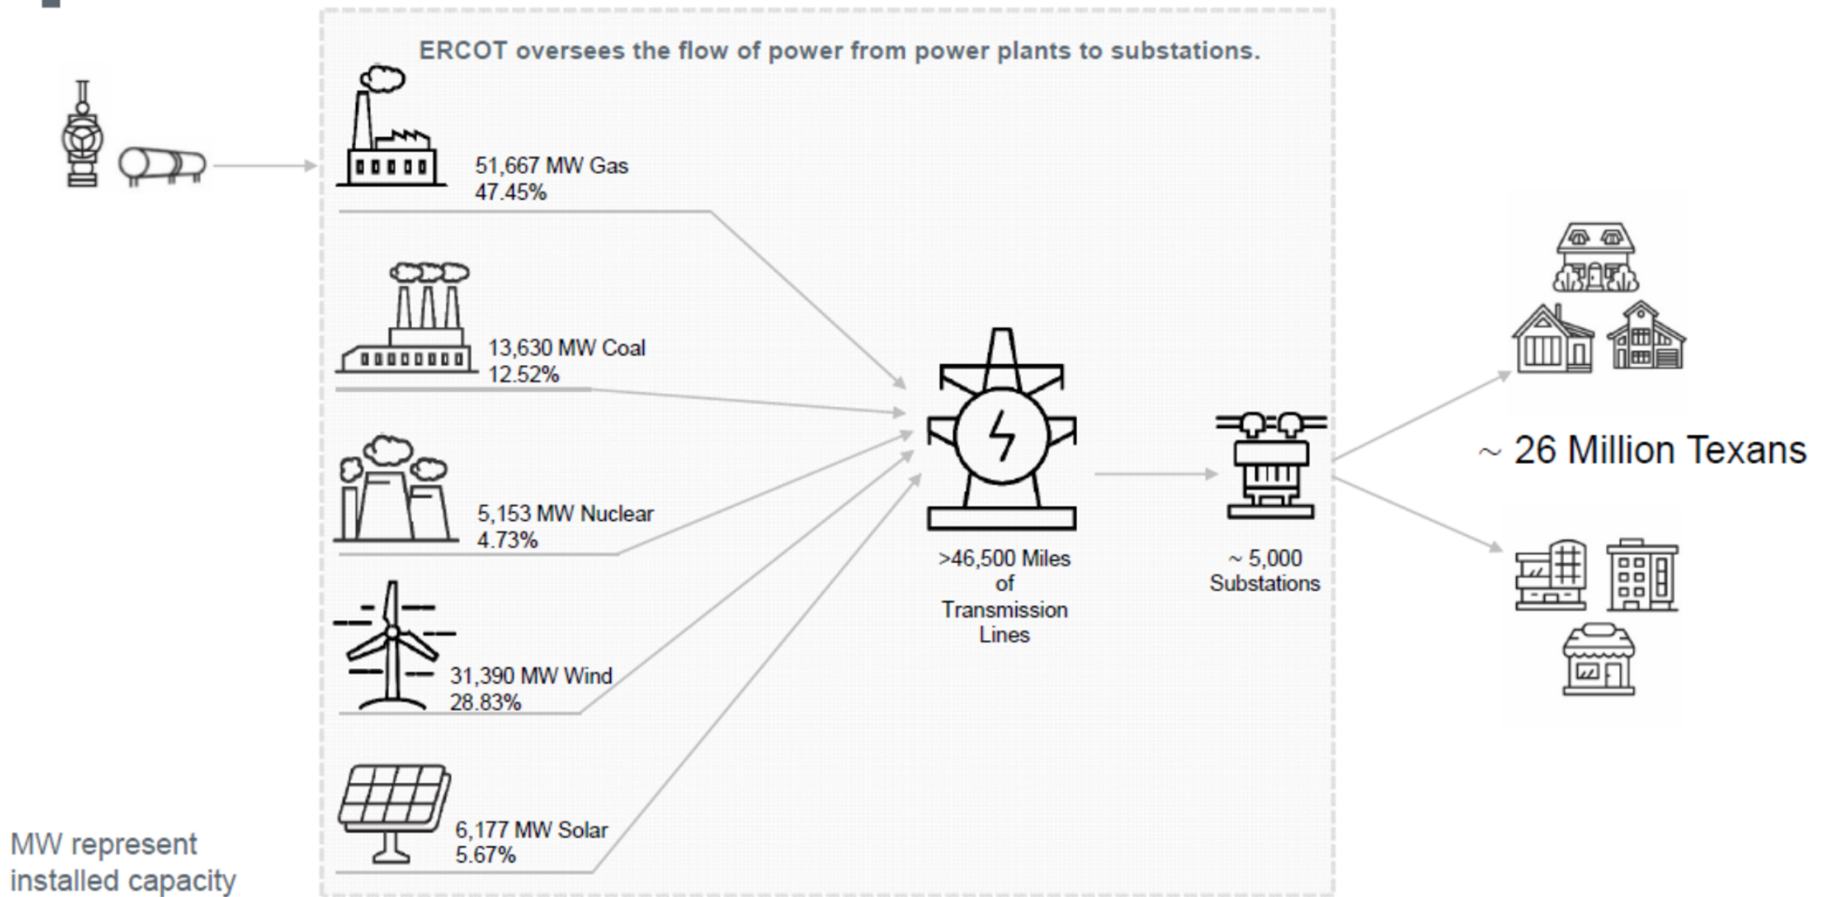 ERCOT oversees the flow of power from power plants to substations.
51,667 MW Gas
47.45%
13,630 MW Coal
12.52%
5,153 MW Nuclear
4.73%
31,390 MW Wind
28.83%
6,177 MW Solar
5.67%
>46,500 Miles
of
Transmission
Lines
~ 5,000
Substations
~ 26 Million Texans
MW represent
installed capacity